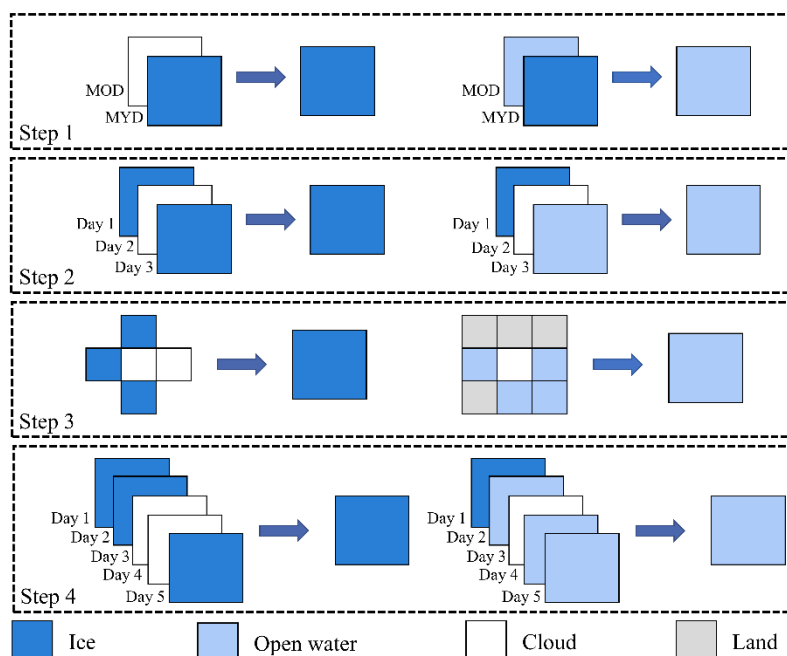 MOD
MYD
MOD
MYD
Step 1
Day 1
Day 2
Day 3
Day 1
Day 2
Day 3
Step 2
Step 3
Day 1
Day 2
Day 3
Day 4
Day 5
Day 1
Day 2
Day 3
Day 4
Day 5
Step 4
Ice
Open water
Cloud
Land